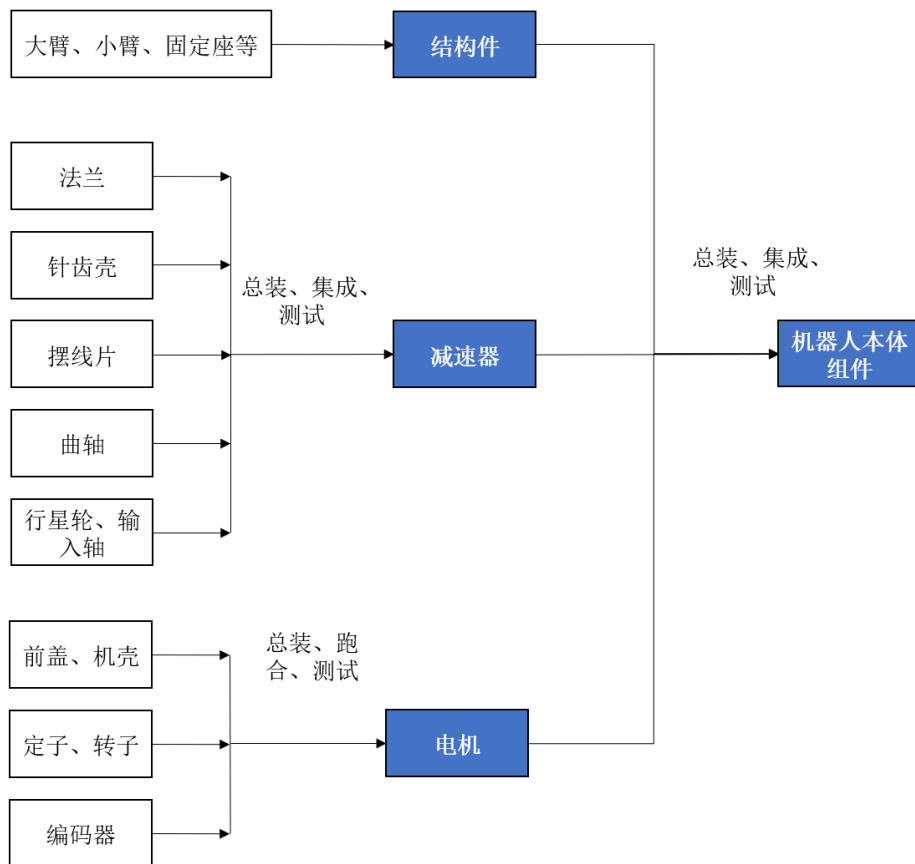 大臂、小臂、固定座等
结构件
法兰
针齿壳
摆线片
曲轴
行星轮、输
入轴
总装、集成、
测试
减速器
前盖、机壳
定子、转子
编码器
总装、跑
合、测试
电机
总装、集成、
测试
机器人本体
组件